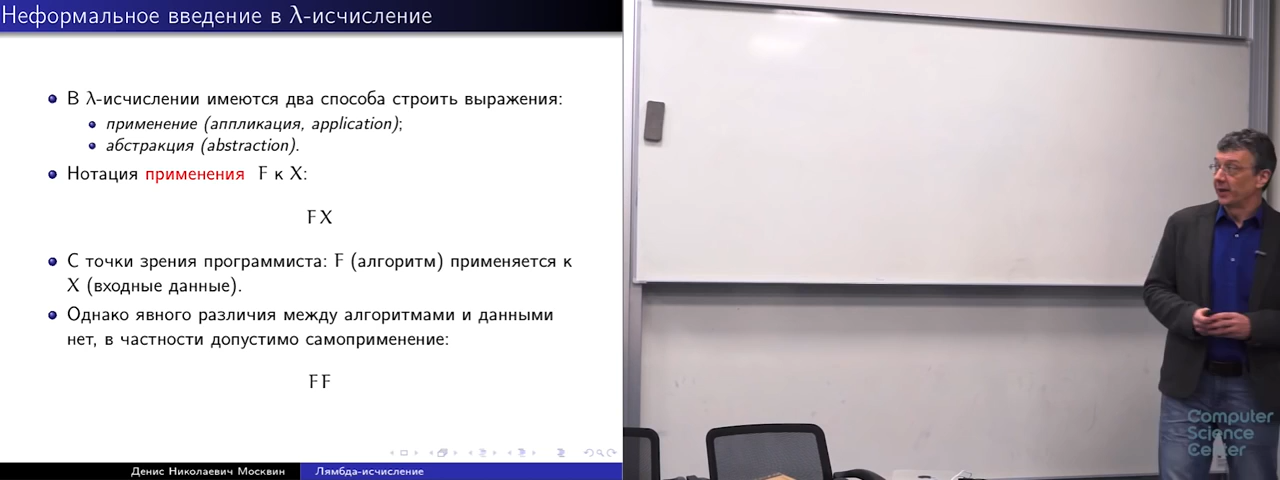 Неформальное введение в λ-исчисление
В λ-исчислении имеются два способа строить выражения:
применение (аппликация, application);
абстракция (abstraction).
Нотация применения F к X:
F X
С точки зрения программиста: F (алгоритм) применяется к
X (входные данные).
Однако явного различия между алгоритмами и данными
нет, в частности допустимо самоприменение:
F F
Денис Николаевич Москвин
Лямбда-исчисление
Computer
Science
Center